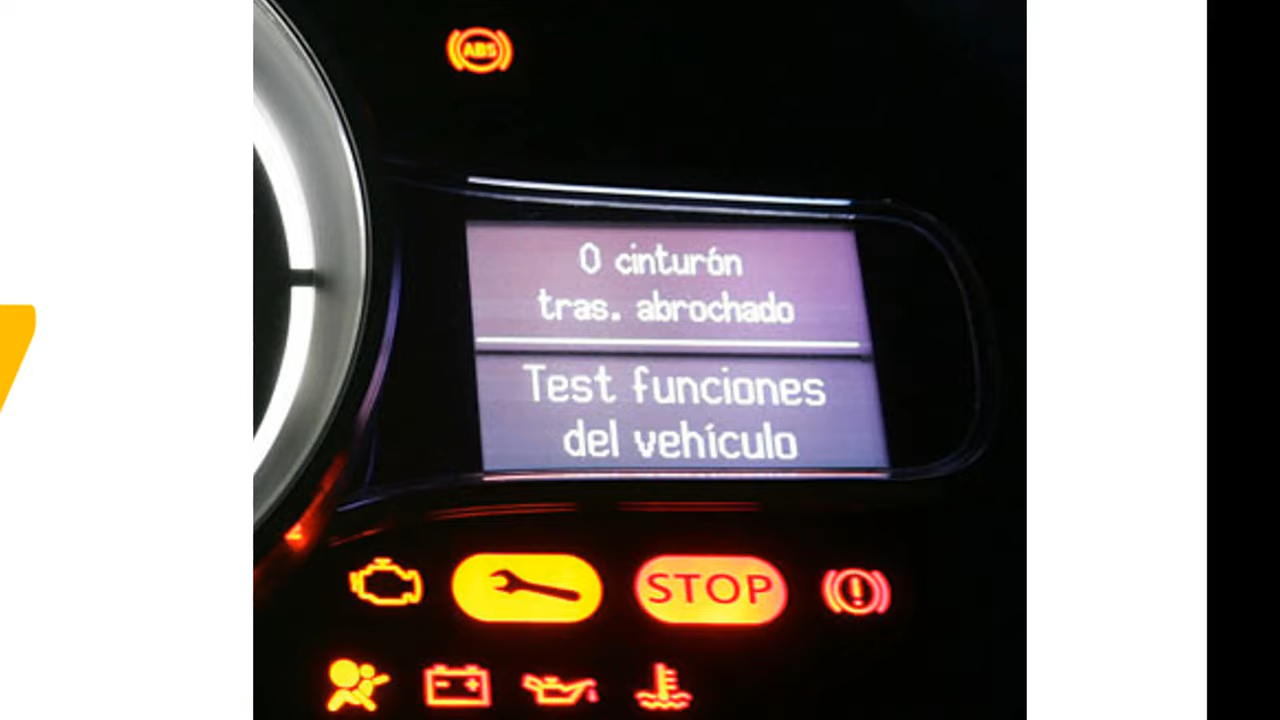 ABS
0 cinturón
tras. abrochado
Test funciones
del vehículo
STOP